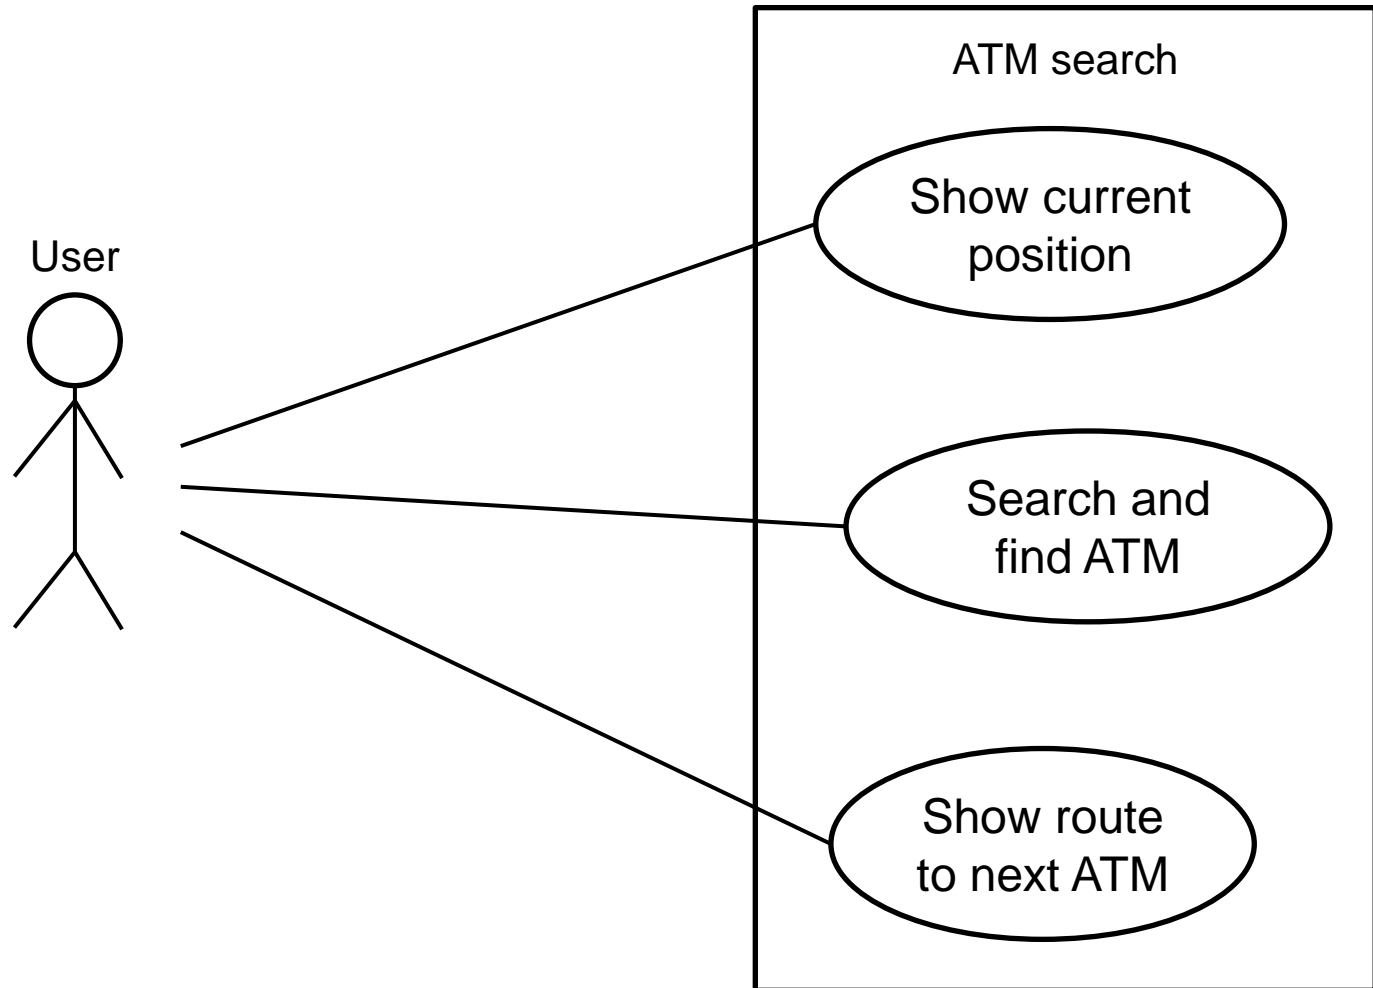 ATM search
Show current
position
User
Search and
find ATM
Show route
to next ATM